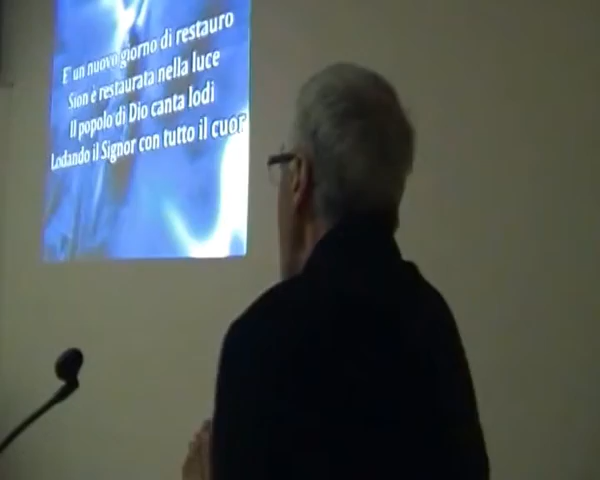 E' un nuovo giorno di restauro
Sion è restaurata nella luce
Il popolo di Dio canta lodi
Lodando il Signor con tutto il cuor